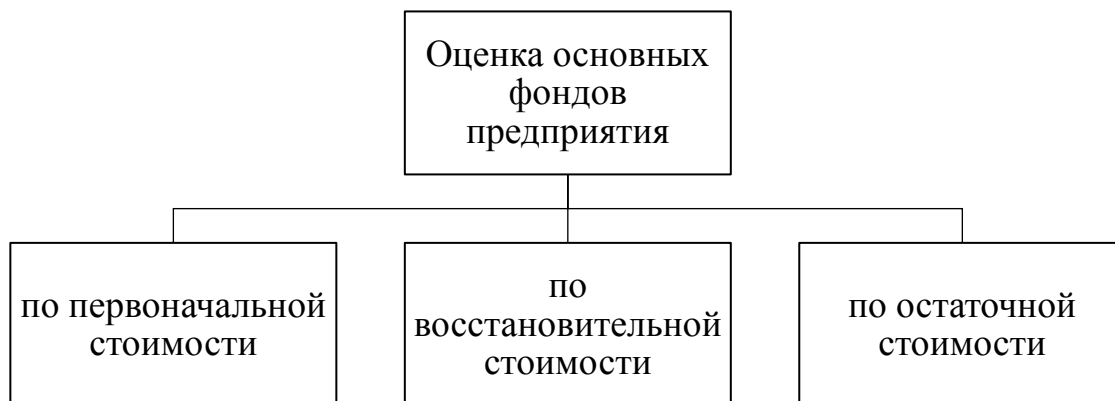 Оценка основных
фондов
предприятия
по первоначальной
стоимости
по
восстановительной
стоимости
по остаточной
стоимости